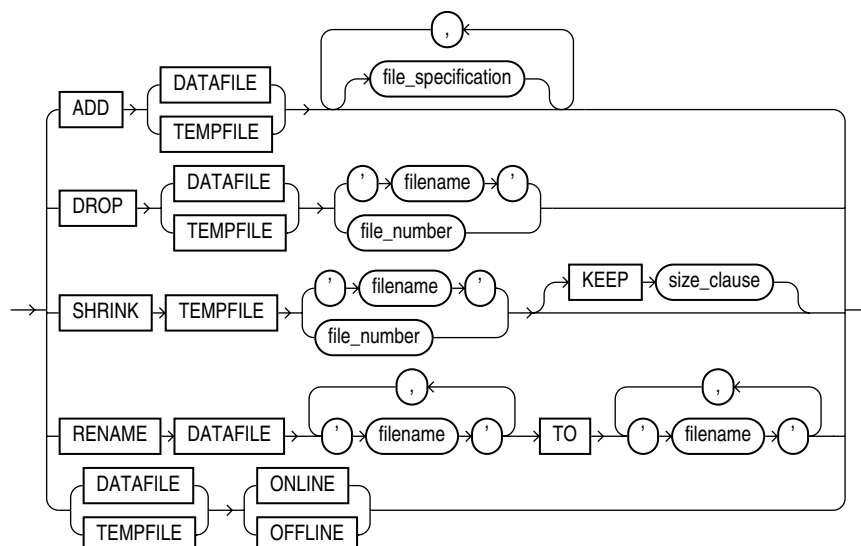 ,
DATAFILE file_specification
ADD
TEMPFILE
DATAFILE ' filename '
DROP
TEMPFILE file_number
' filename ' KEEP size_clause
SHRINK TEMPFILE
file_number
, ,
RENAME DATAFILE ' filename ' TO ' filename '
DATAFILE ONLINE
TEMPFILE OFFLINE